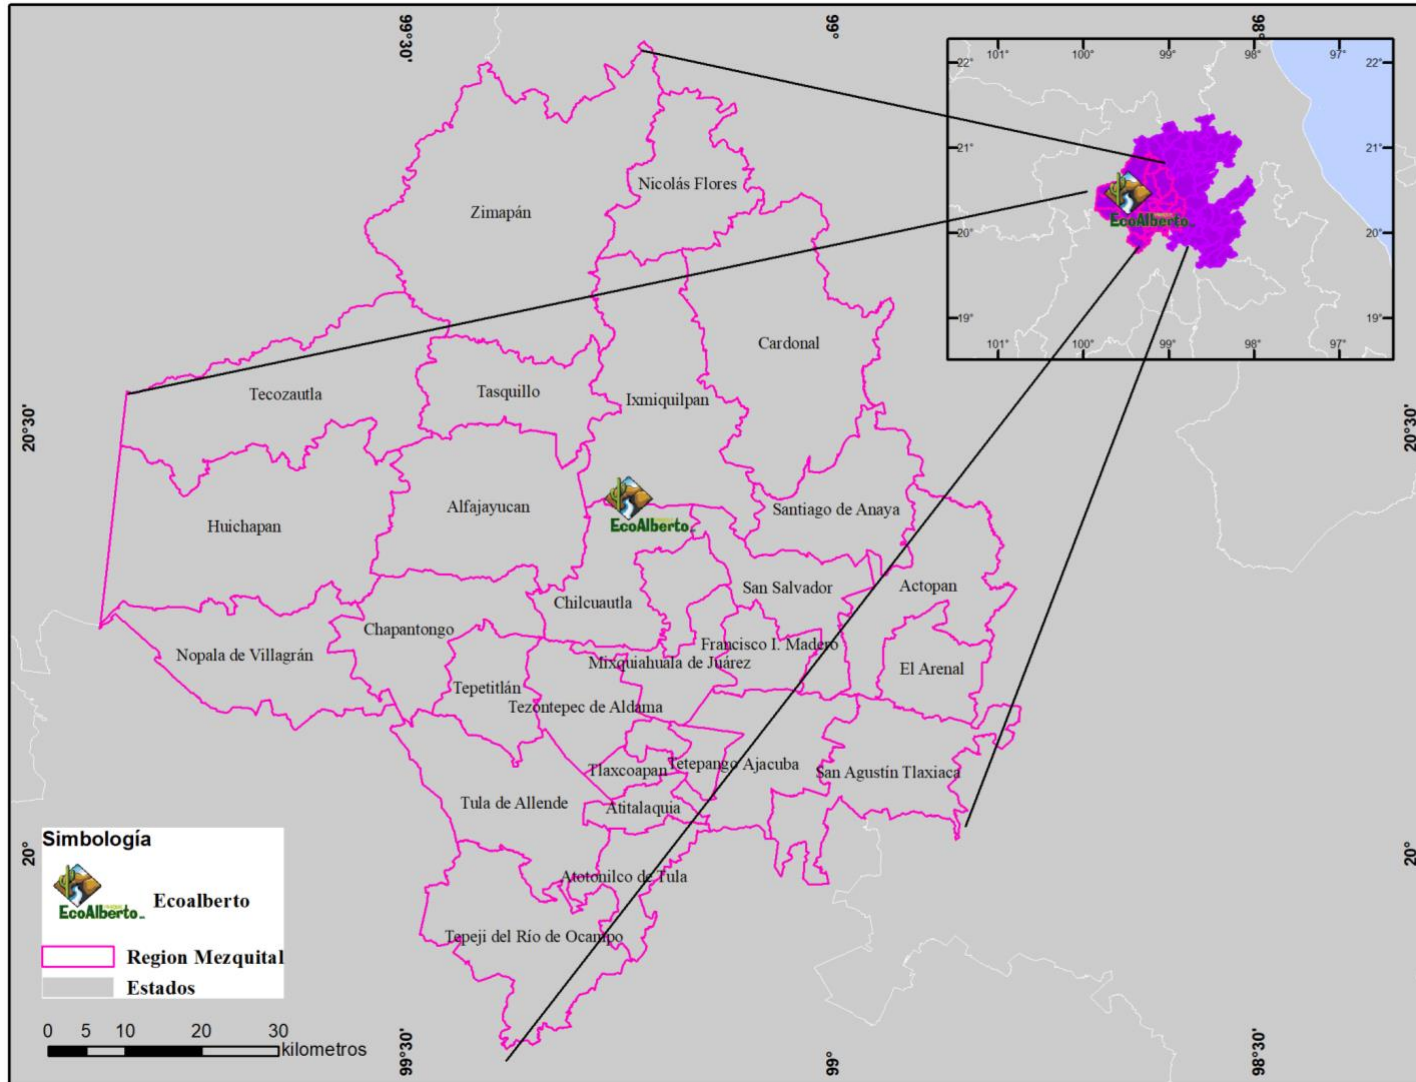 99°30'
99°
98°
101°
100°
99°
98°
97°
22°
22°
21°
21°
20°
20°
19°
19°
101°
100°
99°
98°
97°
EcoAlberto
Nicolás Flores
Zimapán
Cardonal
Tecozautla
Tasquillo
Ixmiquilpan
20°30'
20°30'
Alfajayucan
Santiago de Anaya
Huichapan
EcoAlberto
San Salvador
Actopan
Chilcuautla
Chapantongo
Francisco I. Madero
Nopala de Villagrán
Mixquiahuala de Juárez
El Arenal
Tepetitlán
Tezontepec de Aldama
Tlaxcoapan
Tetepango
Ajacuba
San Agustín Tlaxiaca
Tula de Allende
Atitalaquia
20°
20°
Atotonilco de Tula
Tepeji del Río de Ocampo
Simbología
EcoAlberto
Ecoalberto
Region Mezquital
Estados
0 5 10 20 30
kilometros
99°30'
99°
98°30'